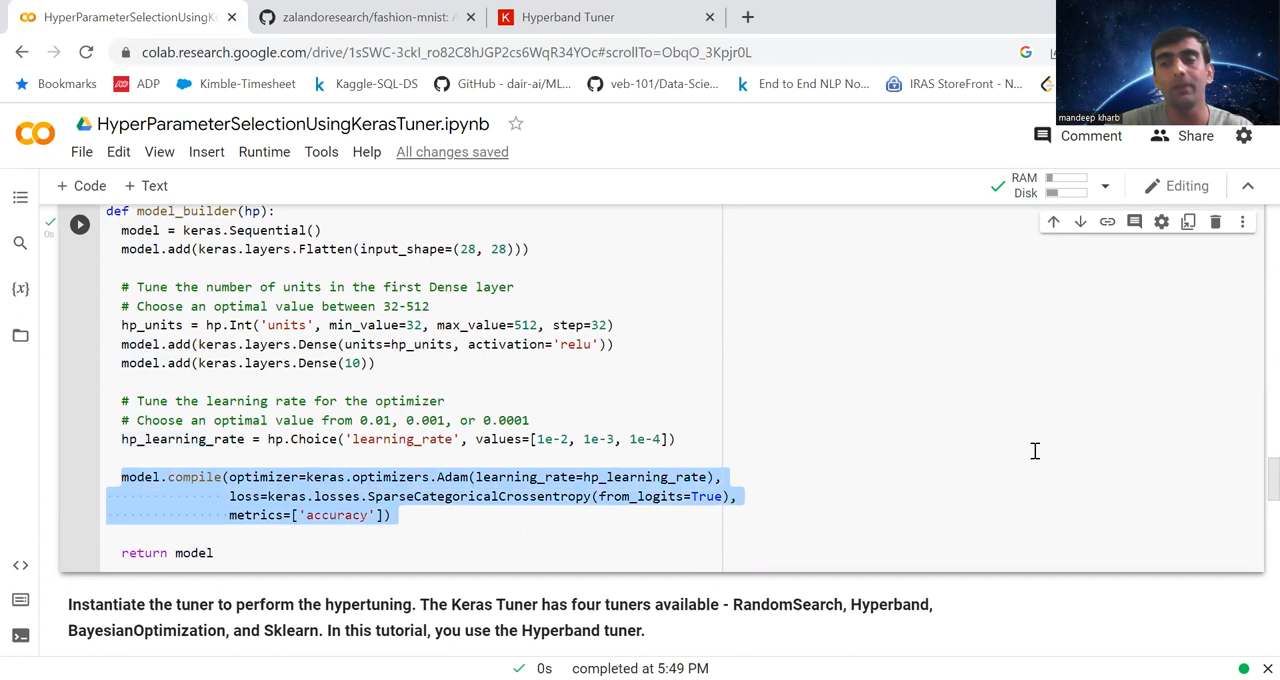 HyperParameterSelectionUsingKe
zalandoresearch/fashion-mnist: A
K Hyperband Tuner
colab.research.google.com/drive/1sSWC-3ckI_ro82C8hJGP2cs6WqR34YOc#scrollTo=ObqO_3Kpjr0L
Bookmarks
ADP
Kimble-Timesheet
Kaggle-SQL-DS
GitHub - dair-ai/ML...
veb-101/Data-Scie...
End to End NLP No...
IRAS StoreFront - N...
mandeep kharb
HyperParameterSelectionUsingKerasTuner.ipynb
Comment
Share
File Edit View Insert Runtime Tools Help All changes saved
+ Code + Text
RAM
Disk
Editing
0s
def model_builder(hp):
model = keras.Sequential()
model.add(keras.layers.Flatten(input_shape=(28, 28)))
# Tune the number of units in the first Dense layer
# Choose an optimal value between 32-512
hp_units = hp.Int('units', min_value=32, max_value=512, step=32)
model.add(keras.layers.Dense(units=hp_units, activation='relu'))
model.add(keras.layers.Dense(10))
# Tune the learning rate for the optimizer
# Choose an optimal value from 0.01, 0.001, or 0.0001
hp_learning_rate = hp.Choice('learning_rate', values=[1e-2, 1e-3, 1e-4])
model.compile(optimizer=keras.optimizers.Adam(learning_rate=hp_learning_rate),
loss=keras.losses.SparseCategoricalCrossentropy(from_logits=True),
metrics=['accuracy'])
return model
Instantiate the tuner to perform the hypertuning. The Keras Tuner has four tuners available - RandomSearch, Hyperband,
BayesianOptimization, and Sklearn. In this tutorial, you use the Hyperband tuner.
0s completed at 5:49 PM